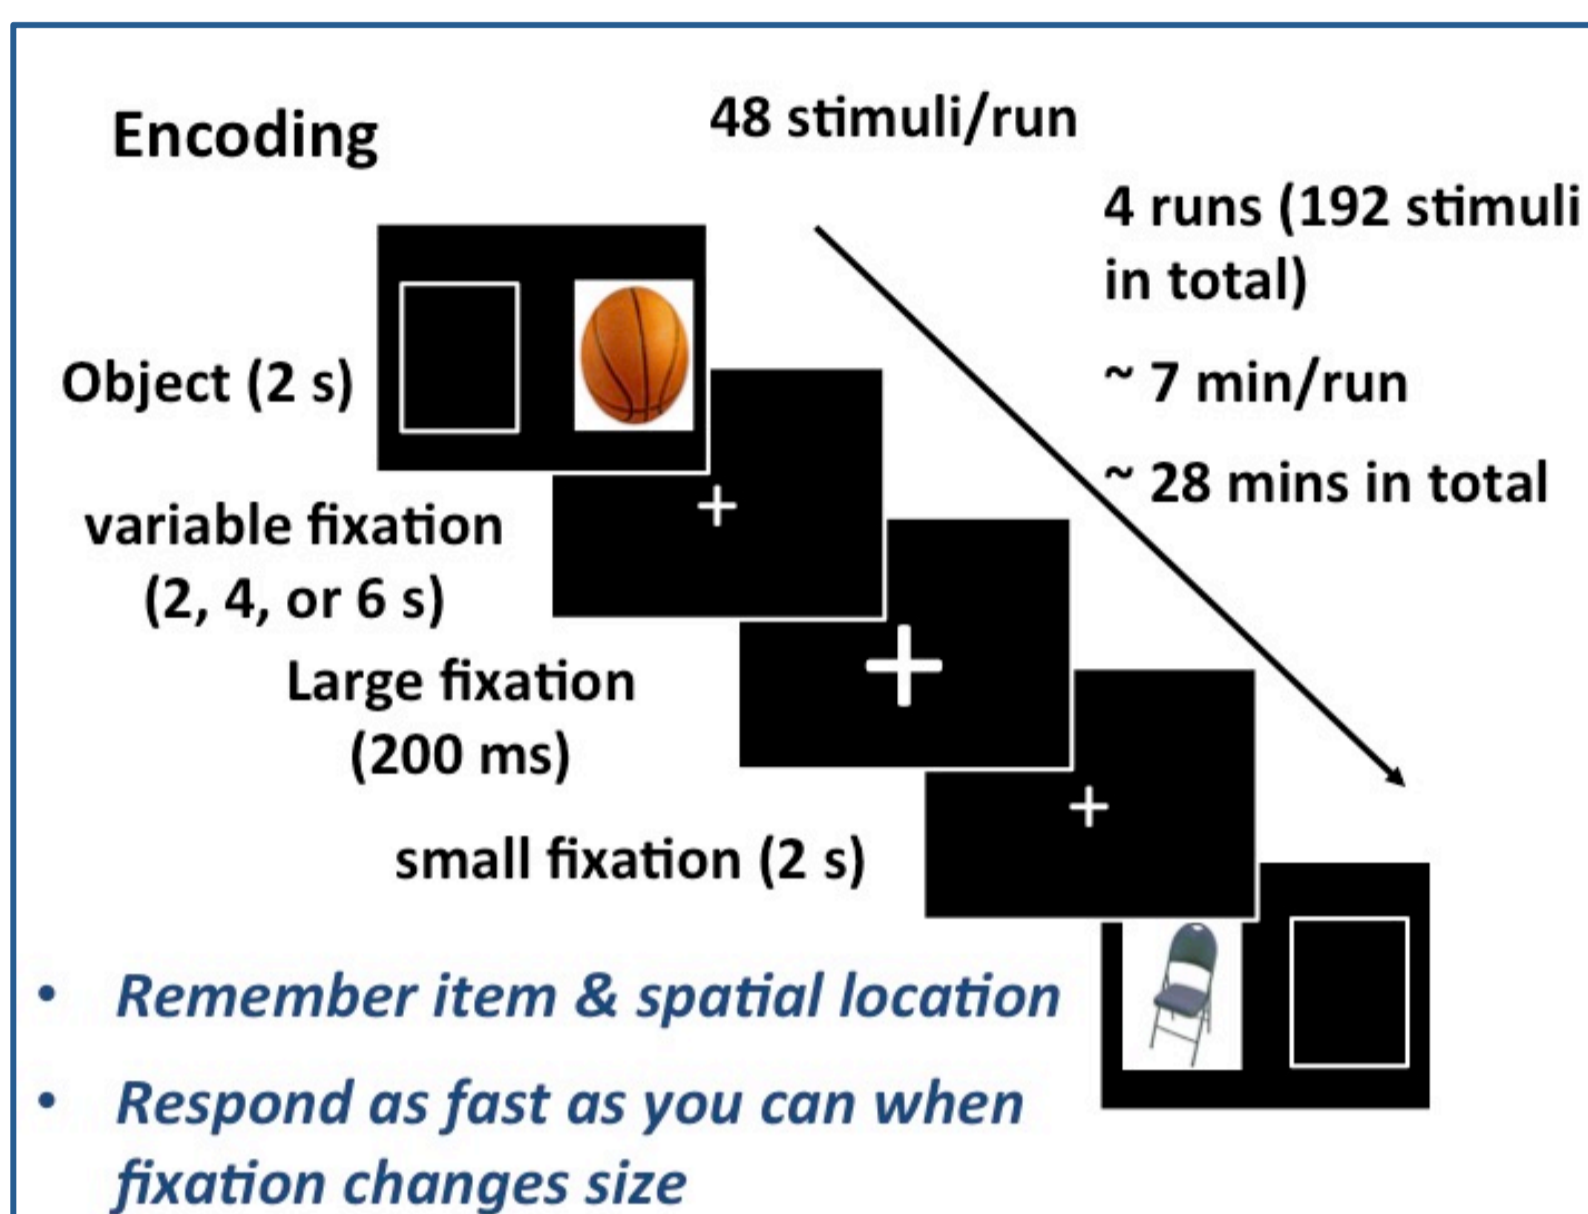 Encoding
48 stimuli/run
4 runs (192 stimuli
in total)
~ 7 min/run
~ 28 mins in total
Object (2 s)
variable fixation
(2, 4, or 6 s)
Large fixation
(200 ms)
small fixation (2 s)
• Remember item & spatial location
• Respond as fast as you can when
fixation changes size